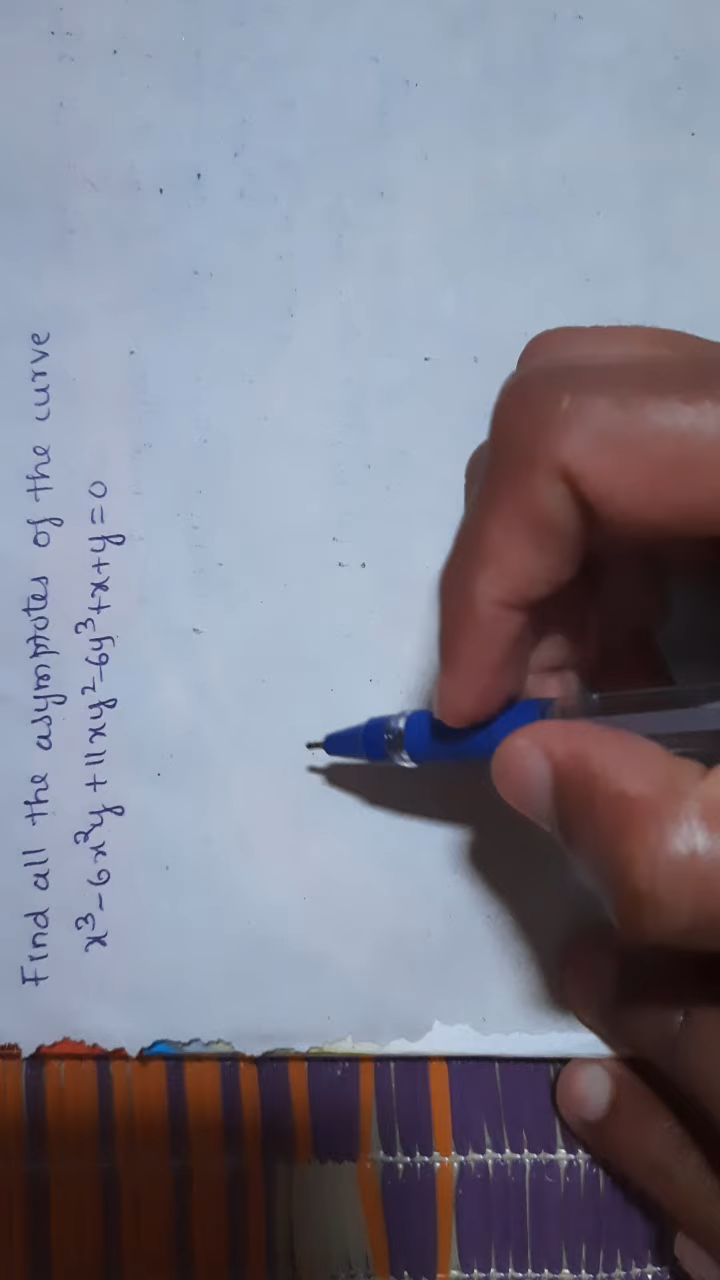 Find all the asymptotes of the curve
x³-6x²y+11xy²-6y³+x+y=0